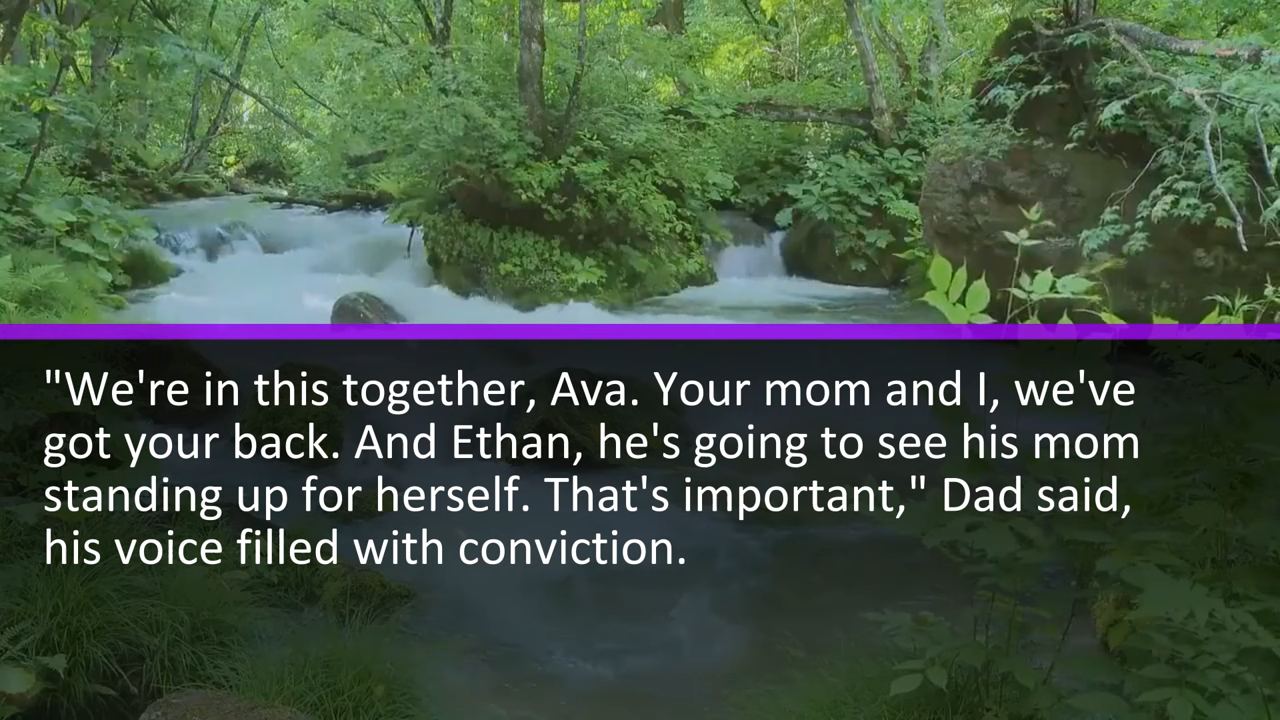 "We're in this together, Ava. Your mom and I, we've
got your back. And Ethan, he's going to see his mom
standing up for herself. That's important," Dad said,
his voice filled with conviction.